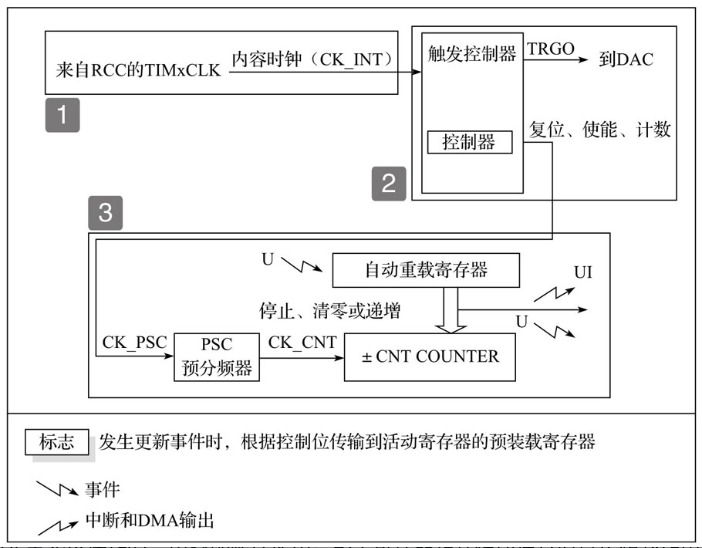 来自RCC的TIMxCLK
内容时钟（CK_INT）
触发控制器
TRGO
到DAC
控制器
复位、使能、计数
1
2
3
U
自动重载寄存器
UI
停止、清零或递增
U
CK_PSC
PSC
预分频器
CK_CNT
±CNT COUNTER
标志
发生更新事件时，根据控制位传输到活动寄存器的预装载寄存器
事件
中断和DMA输出